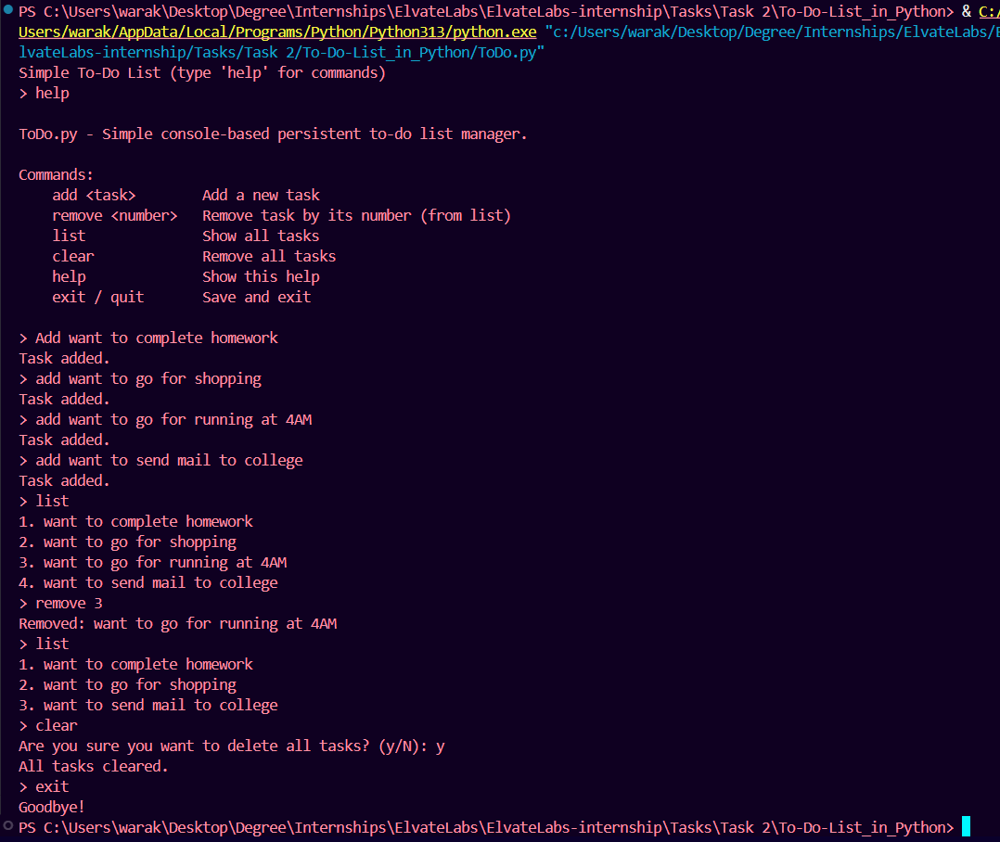 PS C:\Users\warak\Desktop\Degree\Internships\ElvateLabs\ElvateLabs-internship\Tasks\Task 2\To-Do-List_in_Python> & C:/
Users/warak/AppData/Local/Programs/Python/Python313/python.exe "c:/Users/warak/Desktop/Degree/Internships/ElvateLabs/E
lvateLabs-internship/Tasks/Task 2/To-Do-List_in_Python/ToDo.py"
Simple To-Do List (type 'help' for commands)
> help
ToDo.py - Simple console-based persistent to-do list manager.
Commands:
    add <task>        Add a new task
    remove <number>   Remove task by its number (from list)
    list              Show all tasks
    clear             Remove all tasks
    help              Show this help
    exit / quit       Save and exit
> Add want to complete homework
Task added.
> add want to go for shopping
Task added.
> add want to go for running at 4AM
Task added.
> add want to send mail to college
Task added.
> list
1. want to complete homework
2. want to go for shopping
3. want to go for running at 4AM
4. want to send mail to college
> remove 3
Removed: want to go for running at 4AM
> list
1. want to complete homework
2. want to go for shopping
3. want to send mail to college
> clear
Are you sure you want to delete all tasks? (y/N): y
All tasks cleared.
> exit
Goodbye!
PS C:\Users\warak\Desktop\Degree\Internships\ElvateLabs\ElvateLabs-internship\Tasks\Task 2\To-Do-List_in_Python>